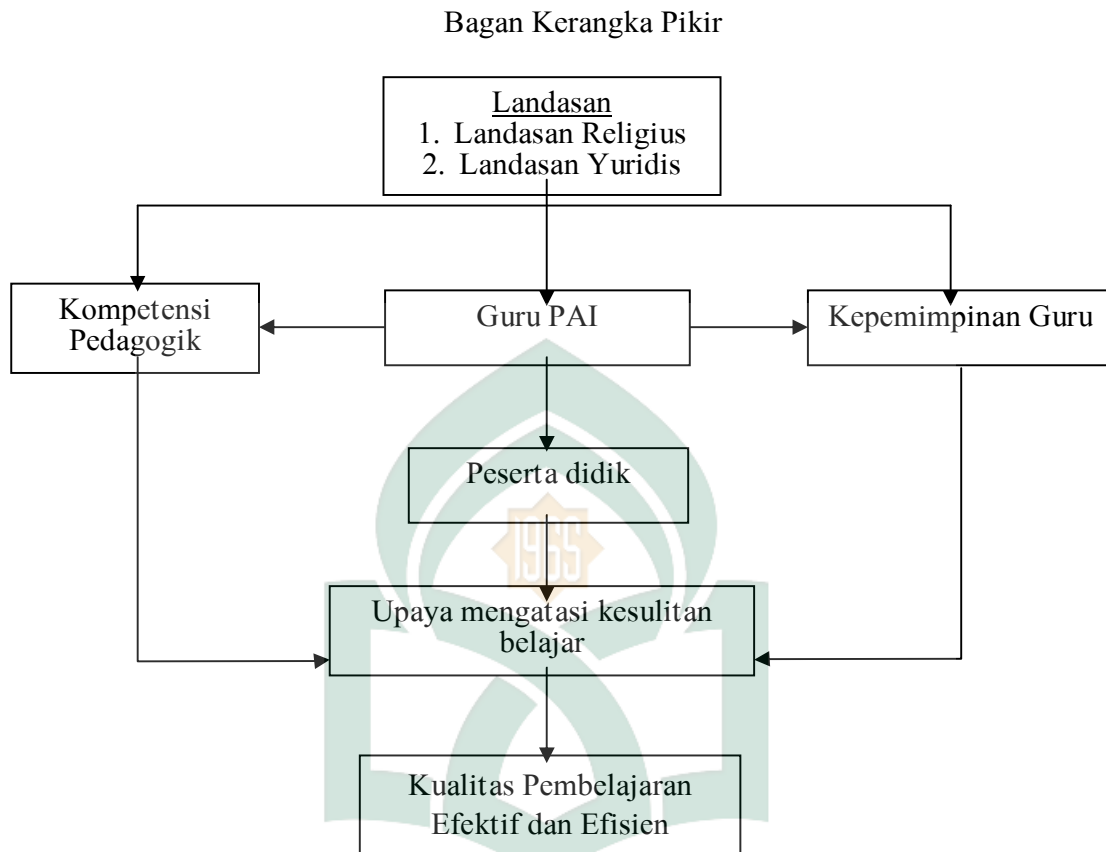 Bagan Kerangka Pikir
Landasan
1. Landasan Religius
2. Landasan Yuridis
Kompetensi
Pedagogik
Guru PAI
Kepemimpinan Guru
Peserta didik
1965
Upaya mengatasi kesulitan
belajar
Kualitas Pembelajaran
Efektif dan Efisien